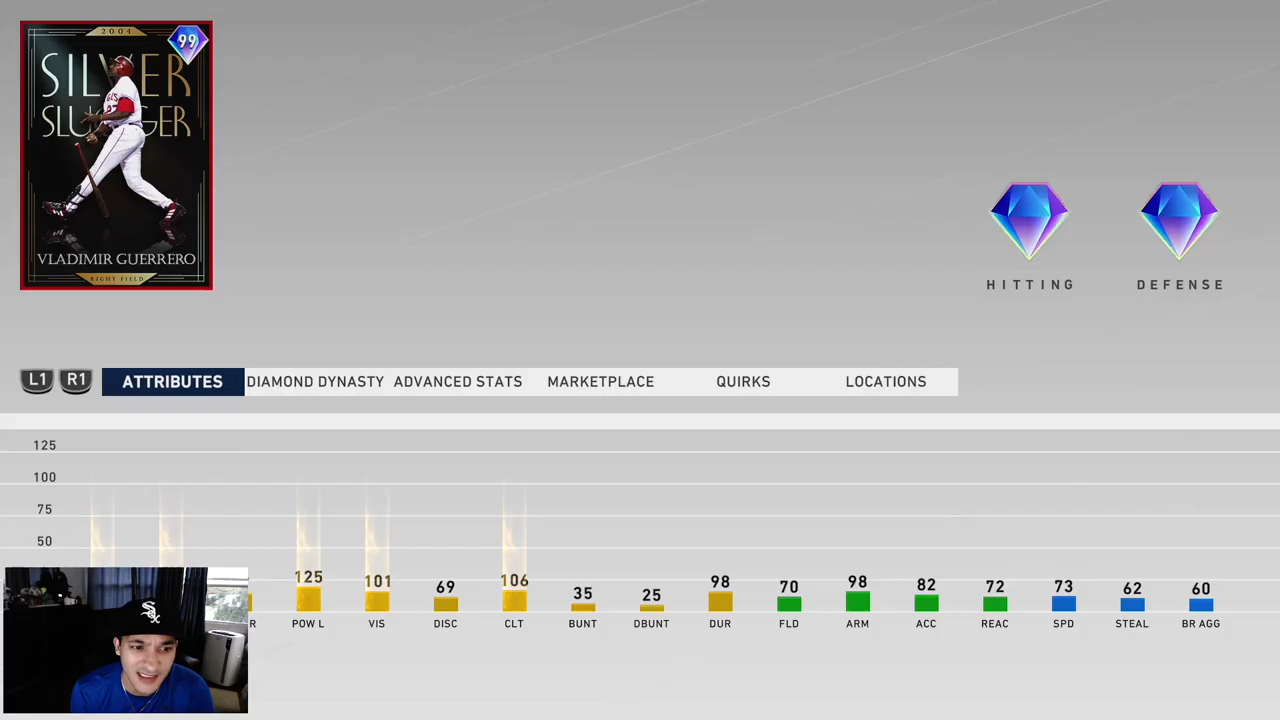 2004
99
SILVER
SLUGGER
VLADIMIR GUERRERO
RIGHT FIELD
HITTING
DEFENSE
L1 R1 ATTRIBUTES DIAMOND DYNASTY ADVANCED STATS MARKETPLACE QUIRKS LOCATIONS
125
100
75
50
125 101 69 106 35 25 98 70 98 82 72 73 62 60
R POW L VIS DISC CLT BUNT DBUNT DUR FLD ARM ACC REAC SPD STEAL BR AGG
SOX